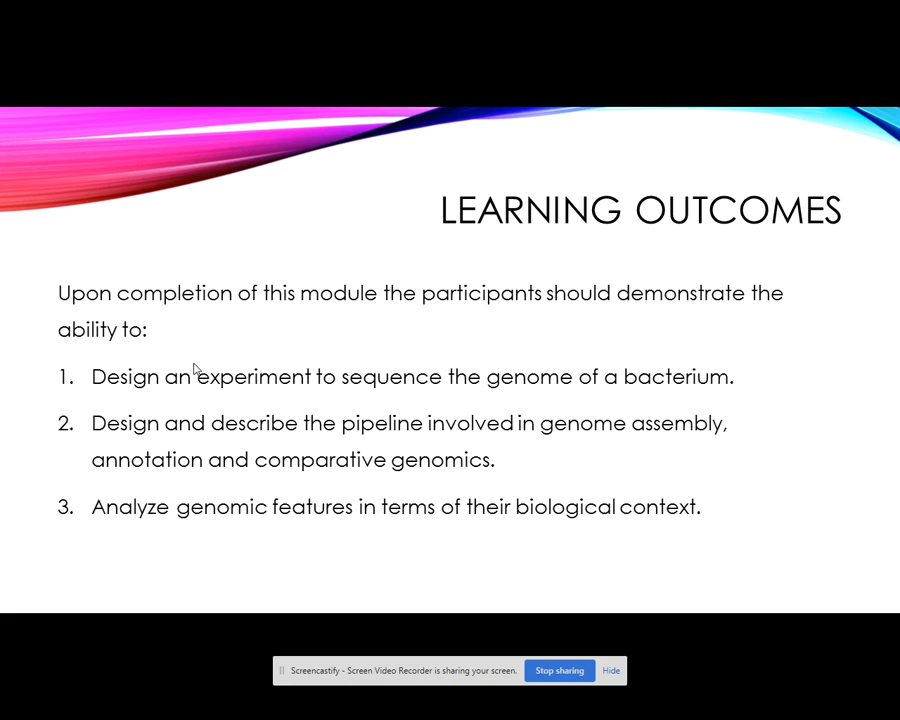 LEARNING OUTCOMES
Upon completion of this module the participants should demonstrate the
ability to:
1. Design an experiment to sequence the genome of a bacterium.
2. Design and describe the pipeline involved in genome assembly,
annotation and comparative genomics.
3. Analyze genomic features in terms of their biological context.
Screencastify - Screen Video Recorder is sharing your screen. Stop sharing Hide